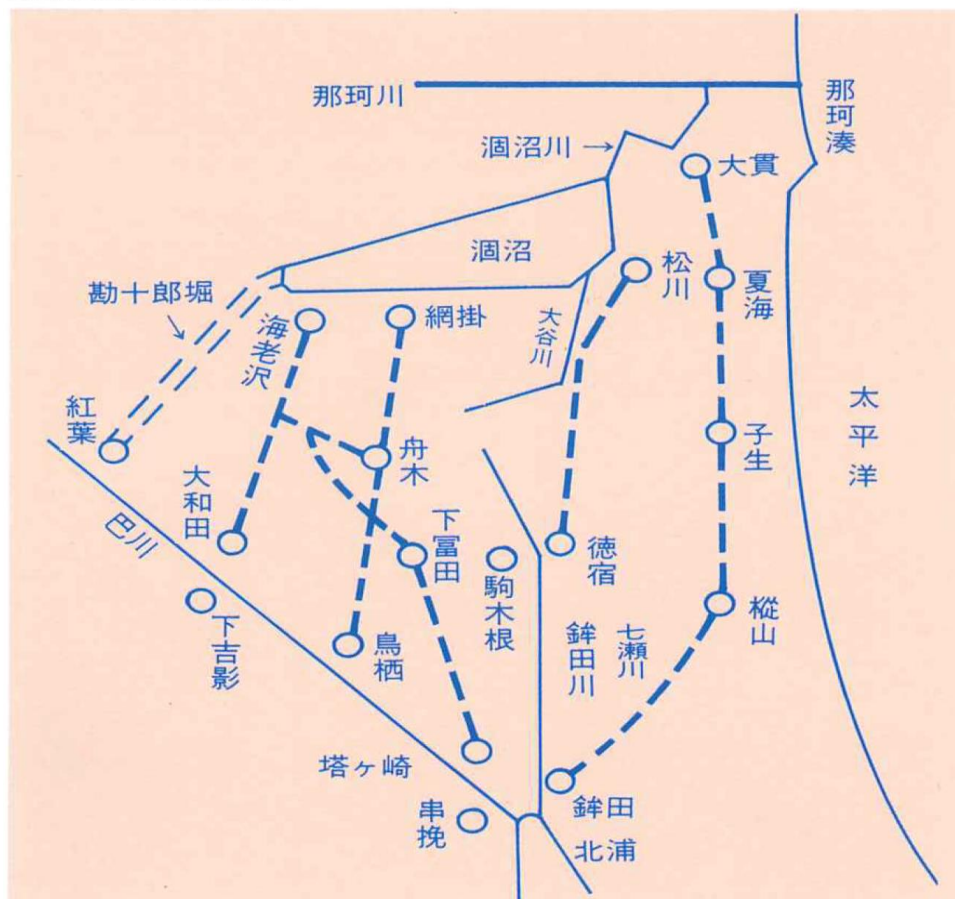 那珂川
那珂湊
涸沼川→
大貫
涸沼
松川
夏海
勘十郎堀
海老沢
網掛
大谷川
太平洋
紅葉
舟木
子生
大和田
下冨田
巴川
駒木根
徳宿
樅山
下吉影
鳥栖
鉾田川
七瀬川
塔ヶ崎
串挽
鉾田
北浦